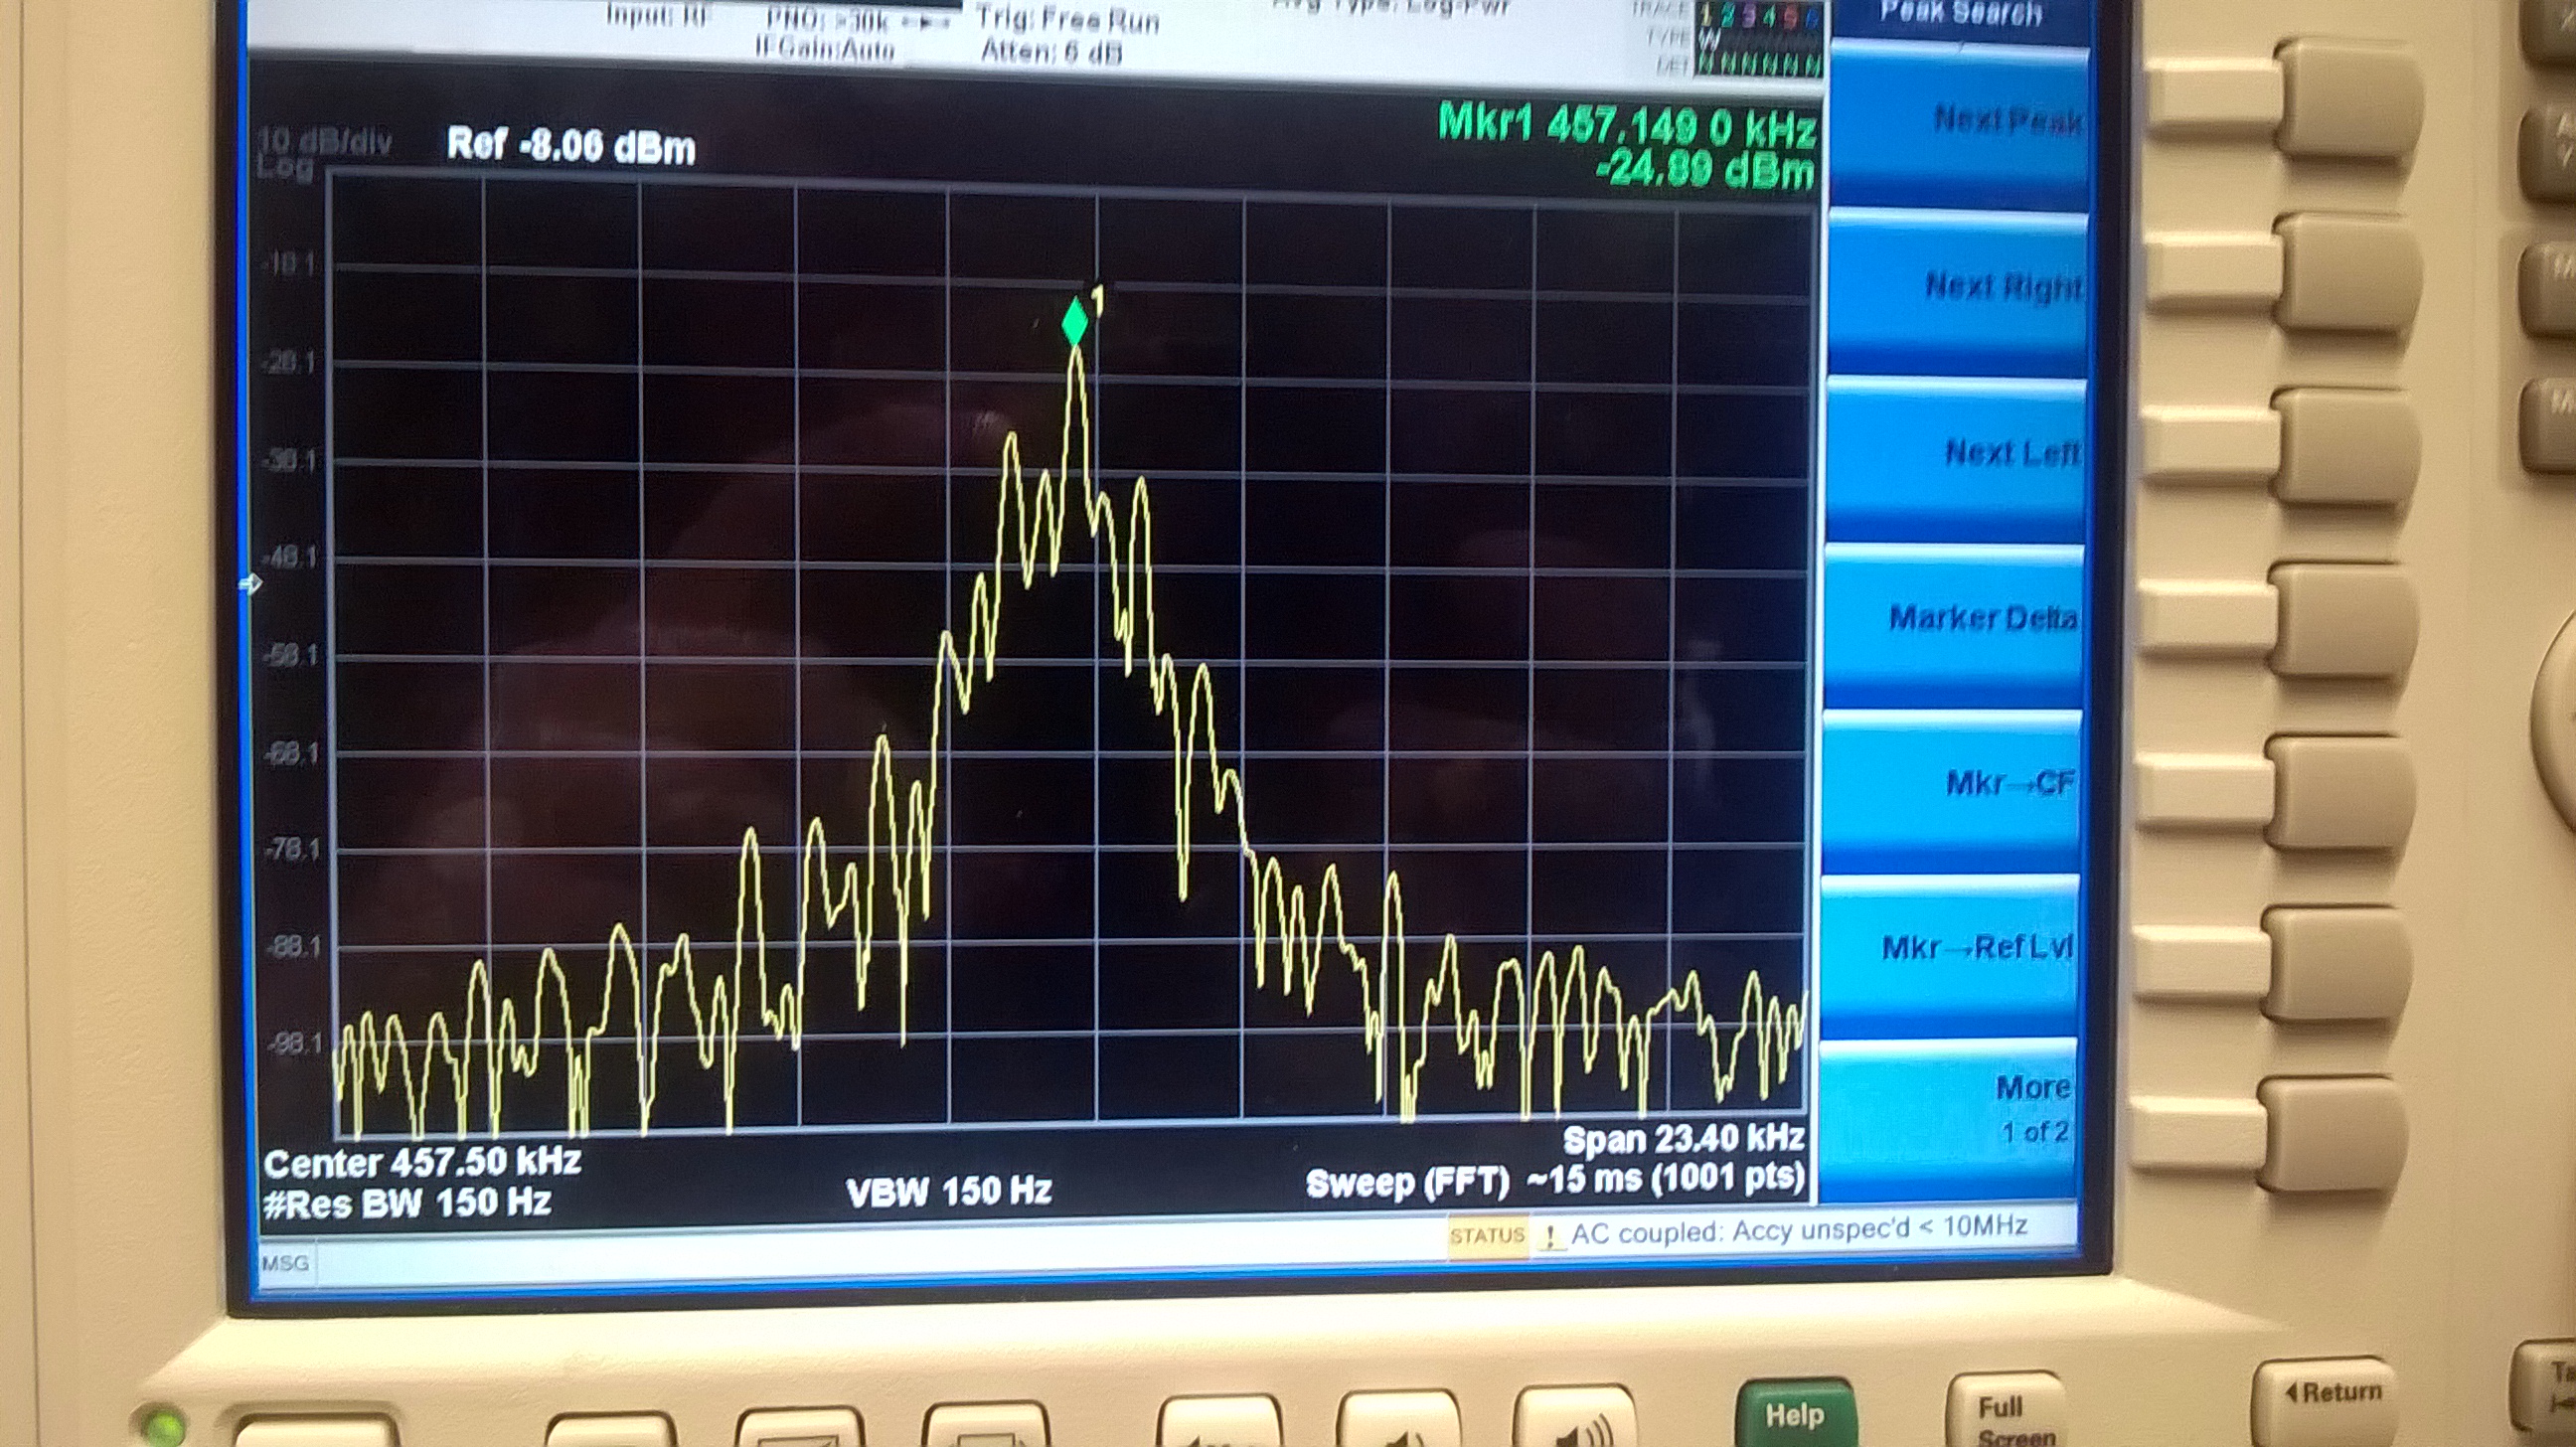 Input: RF
PNO: >30k
IFGain:Auto
Trig: Free Run
Atten: 6 dB
Avg Type: Log-Pwr
TRACE 1 2 3 4 5 6
TYPE W
DET N N N N N N
Peak Search
10 dB/div
Log
Ref -8.06 dBm
Mkr1 457.149 0 kHz
-24.89 dBm
1
-18.1
-28.1
-38.1
-48.1
-58.1
-68.1
-78.1
-88.1
-98.1
Center 457.50 kHz
#Res BW 150 Hz
VBW 150 Hz
Span 23.40 kHz
Sweep (FFT) ~15 ms (1001 pts)
MSG
STATUS ! AC coupled: Accy unspec'd < 10MHz
Next Peak
Next Right
Next Left
Marker Delta
Mkr→CF
Mkr→Ref Lvl
More
1 of 2
Help
Full
Screen
Return